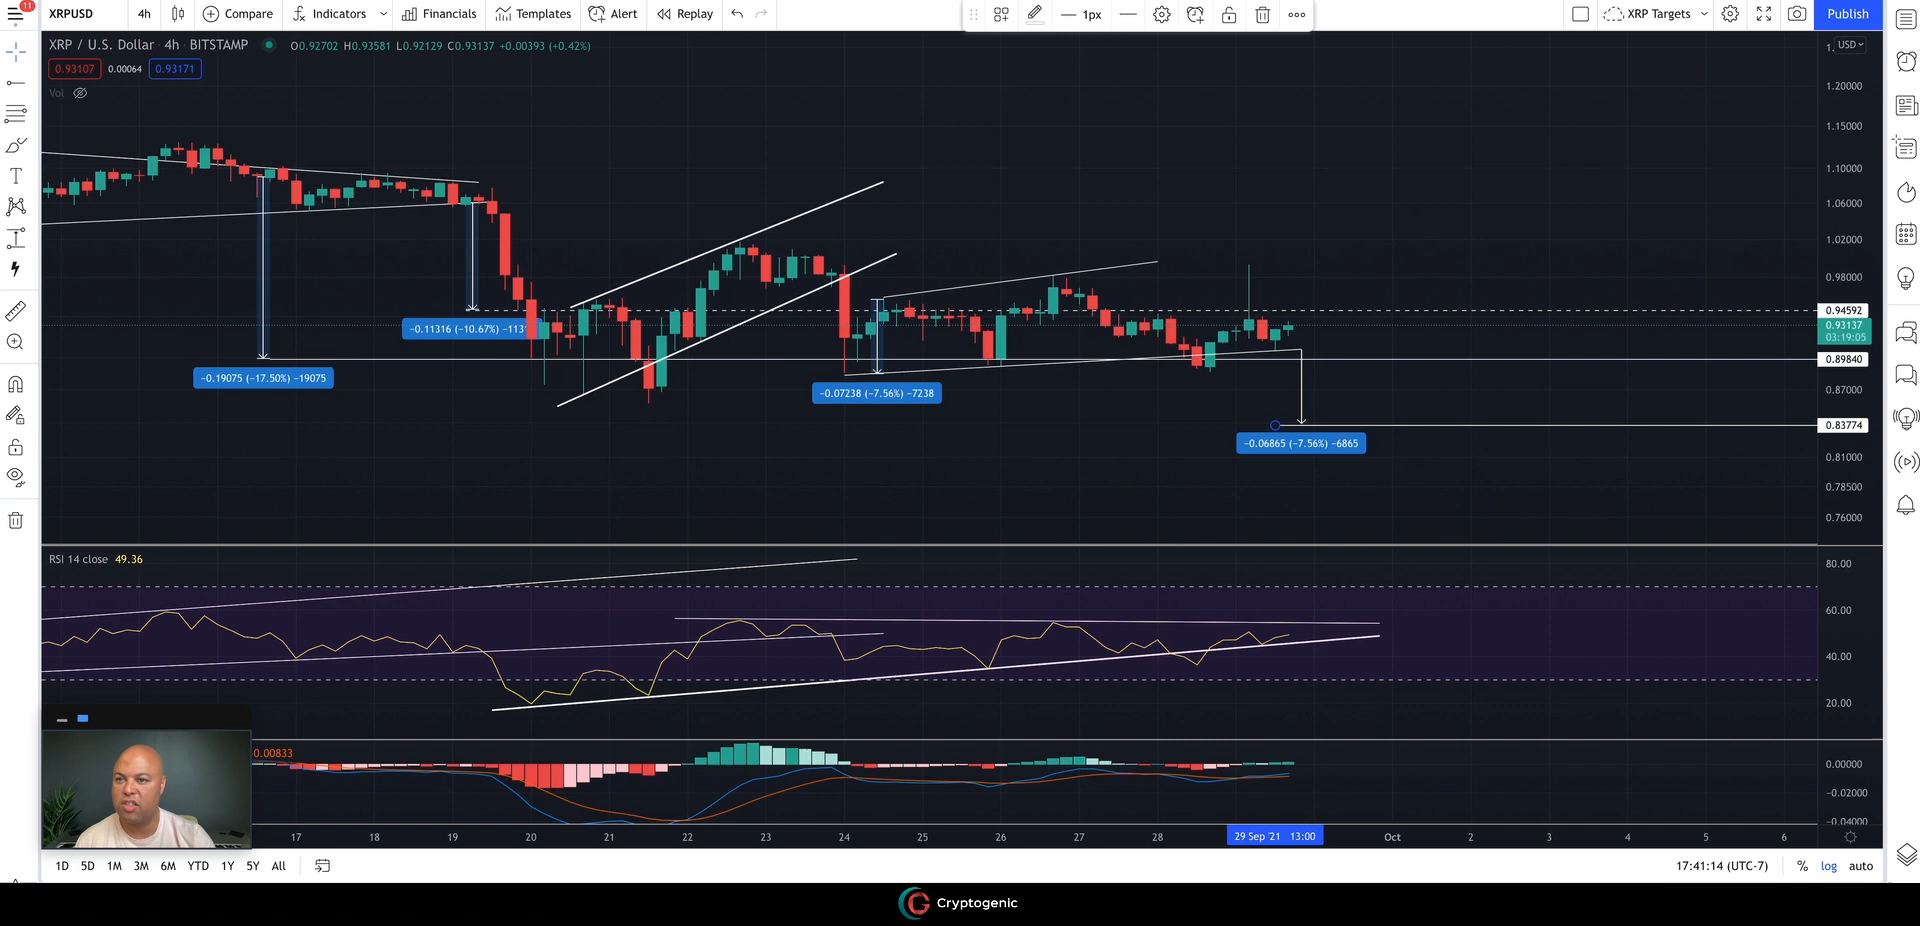 11
XRPUSD 4h Compare Indicators Financials Templates Alert Replay 1px XRP Targets Publish
XRP / U.S. Dollar · 4h · BITSTAMP O0.92702 H0.93581 L0.92129 C0.93137 +0.00393 (+0.42%)
USD
0.93107 0.00064 0.93171
Vol
1.20000
1.15000
1.10000
1.06000
1.02000
0.98000
0.94592
0.93137
03:19:05
0.89840
0.87000
0.83774
0.81000
0.78500
0.76000
−0.11316 (−10.67%) −1131
−0.19075 (−17.50%) −19075
−0.07238 (−7.56%) −7238
−0.06865 (−7.56%) −6865
RSI 14 close 49.36
80.00
60.00
40.00
20.00
0.00833
0.00000
−0.02000
−0.04000
17 18 19 20 21 22 23 24 25 26 27 28 29 Sep '21 13:00 Oct 2 3 4 5 6
1D 5D 1M 3M 6M YTD 1Y 5Y All 17:41:14 (UTC-7) % log auto
Cryptogenic